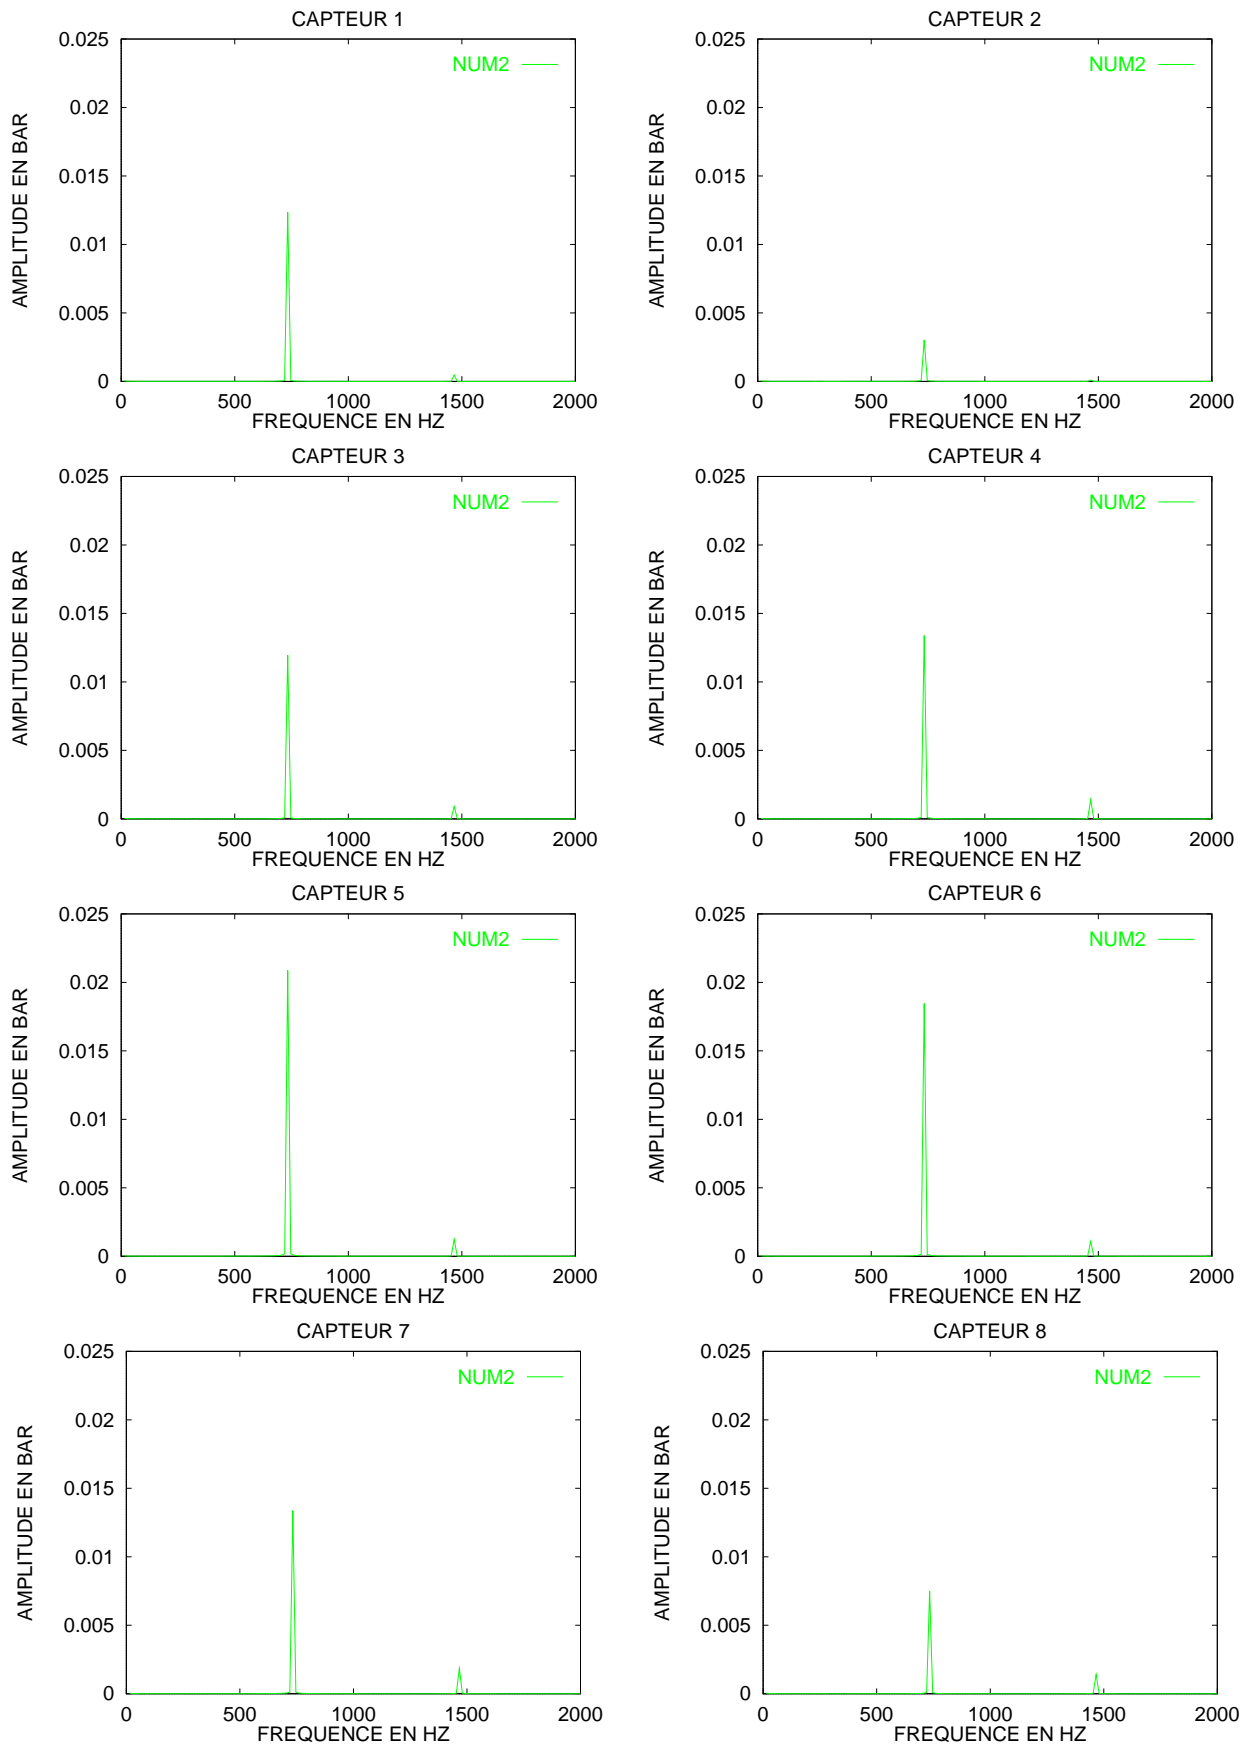 CAPTEUR 1
0.025
NUM2
0.02
0.015
0.01
0.005
0
AMPLITUDE EN BAR
0 500 1000 1500 2000
FREQUENCE EN HZ
CAPTEUR 2
0.025
NUM2
0.02
0.015
0.01
0.005
0
AMPLITUDE EN BAR
0 500 1000 1500 2000
FREQUENCE EN HZ
CAPTEUR 3
0.025
NUM2
0.02
0.015
0.01
0.005
0
AMPLITUDE EN BAR
0 500 1000 1500 2000
FREQUENCE EN HZ
CAPTEUR 4
0.025
NUM2
0.02
0.015
0.01
0.005
0
AMPLITUDE EN BAR
0 500 1000 1500 2000
FREQUENCE EN HZ
CAPTEUR 5
0.025
NUM2
0.02
0.015
0.01
0.005
0
AMPLITUDE EN BAR
0 500 1000 1500 2000
FREQUENCE EN HZ
CAPTEUR 6
0.025
NUM2
0.02
0.015
0.01
0.005
0
AMPLITUDE EN BAR
0 500 1000 1500 2000
FREQUENCE EN HZ
CAPTEUR 7
0.025
NUM2
0.02
0.015
0.01
0.005
0
AMPLITUDE EN BAR
0 500 1000 1500 2000
FREQUENCE EN HZ
CAPTEUR 8
0.025
NUM2
0.02
0.015
0.01
0.005
0
AMPLITUDE EN BAR
0 500 1000 1500 2000
FREQUENCE EN HZ